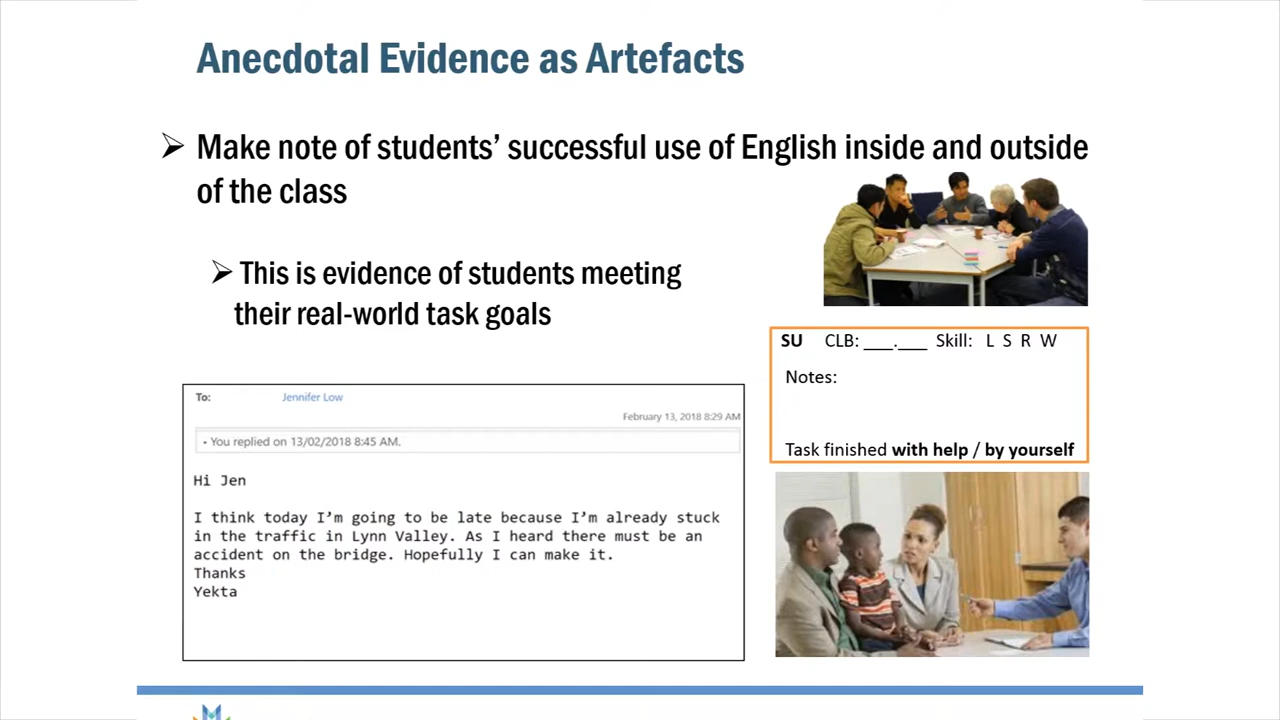 Anecdotal Evidence as Artefacts
➢ Make note of students’ successful use of English inside and outside
of the class
➢ This is evidence of students meeting
their real-world task goals
SU CLB: ___.___ Skill: L S R W
Notes:
Task finished with help / by yourself
To: Jennifer Low
February 13, 2018 8:29 AM
• You replied on 13/02/2018 8:45 AM.
Hi Jen
I think today I’m going to be late because I’m already stuck
in the traffic in Lynn Valley. As I heard there must be an
accident on the bridge. Hopefully I can make it.
Thanks
Yekta